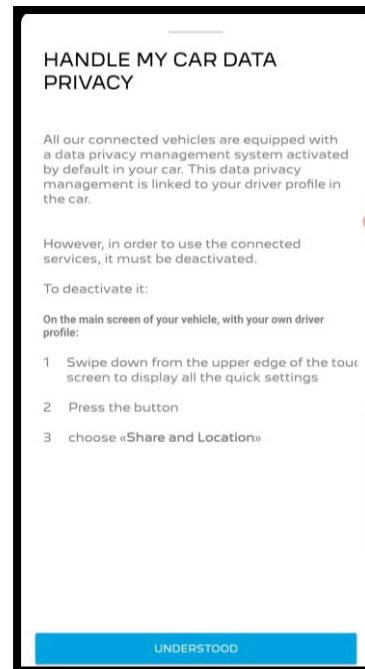 HANDLE MY CAR DATA
PRIVACY
All our connected vehicles are equipped with
a data privacy management system activated
by default in your car. This data privacy
management is linked to your driver profile in
the car.
However, in order to use the connected
services, it must be deactivated.
To deactivate it:
On the main screen of your vehicle, with your own driver
profile:
1 Swipe down from the upper edge of the touc
screen to display all the quick settings
2 Press the button
3 choose «Share and Location»
UNDERSTOOD